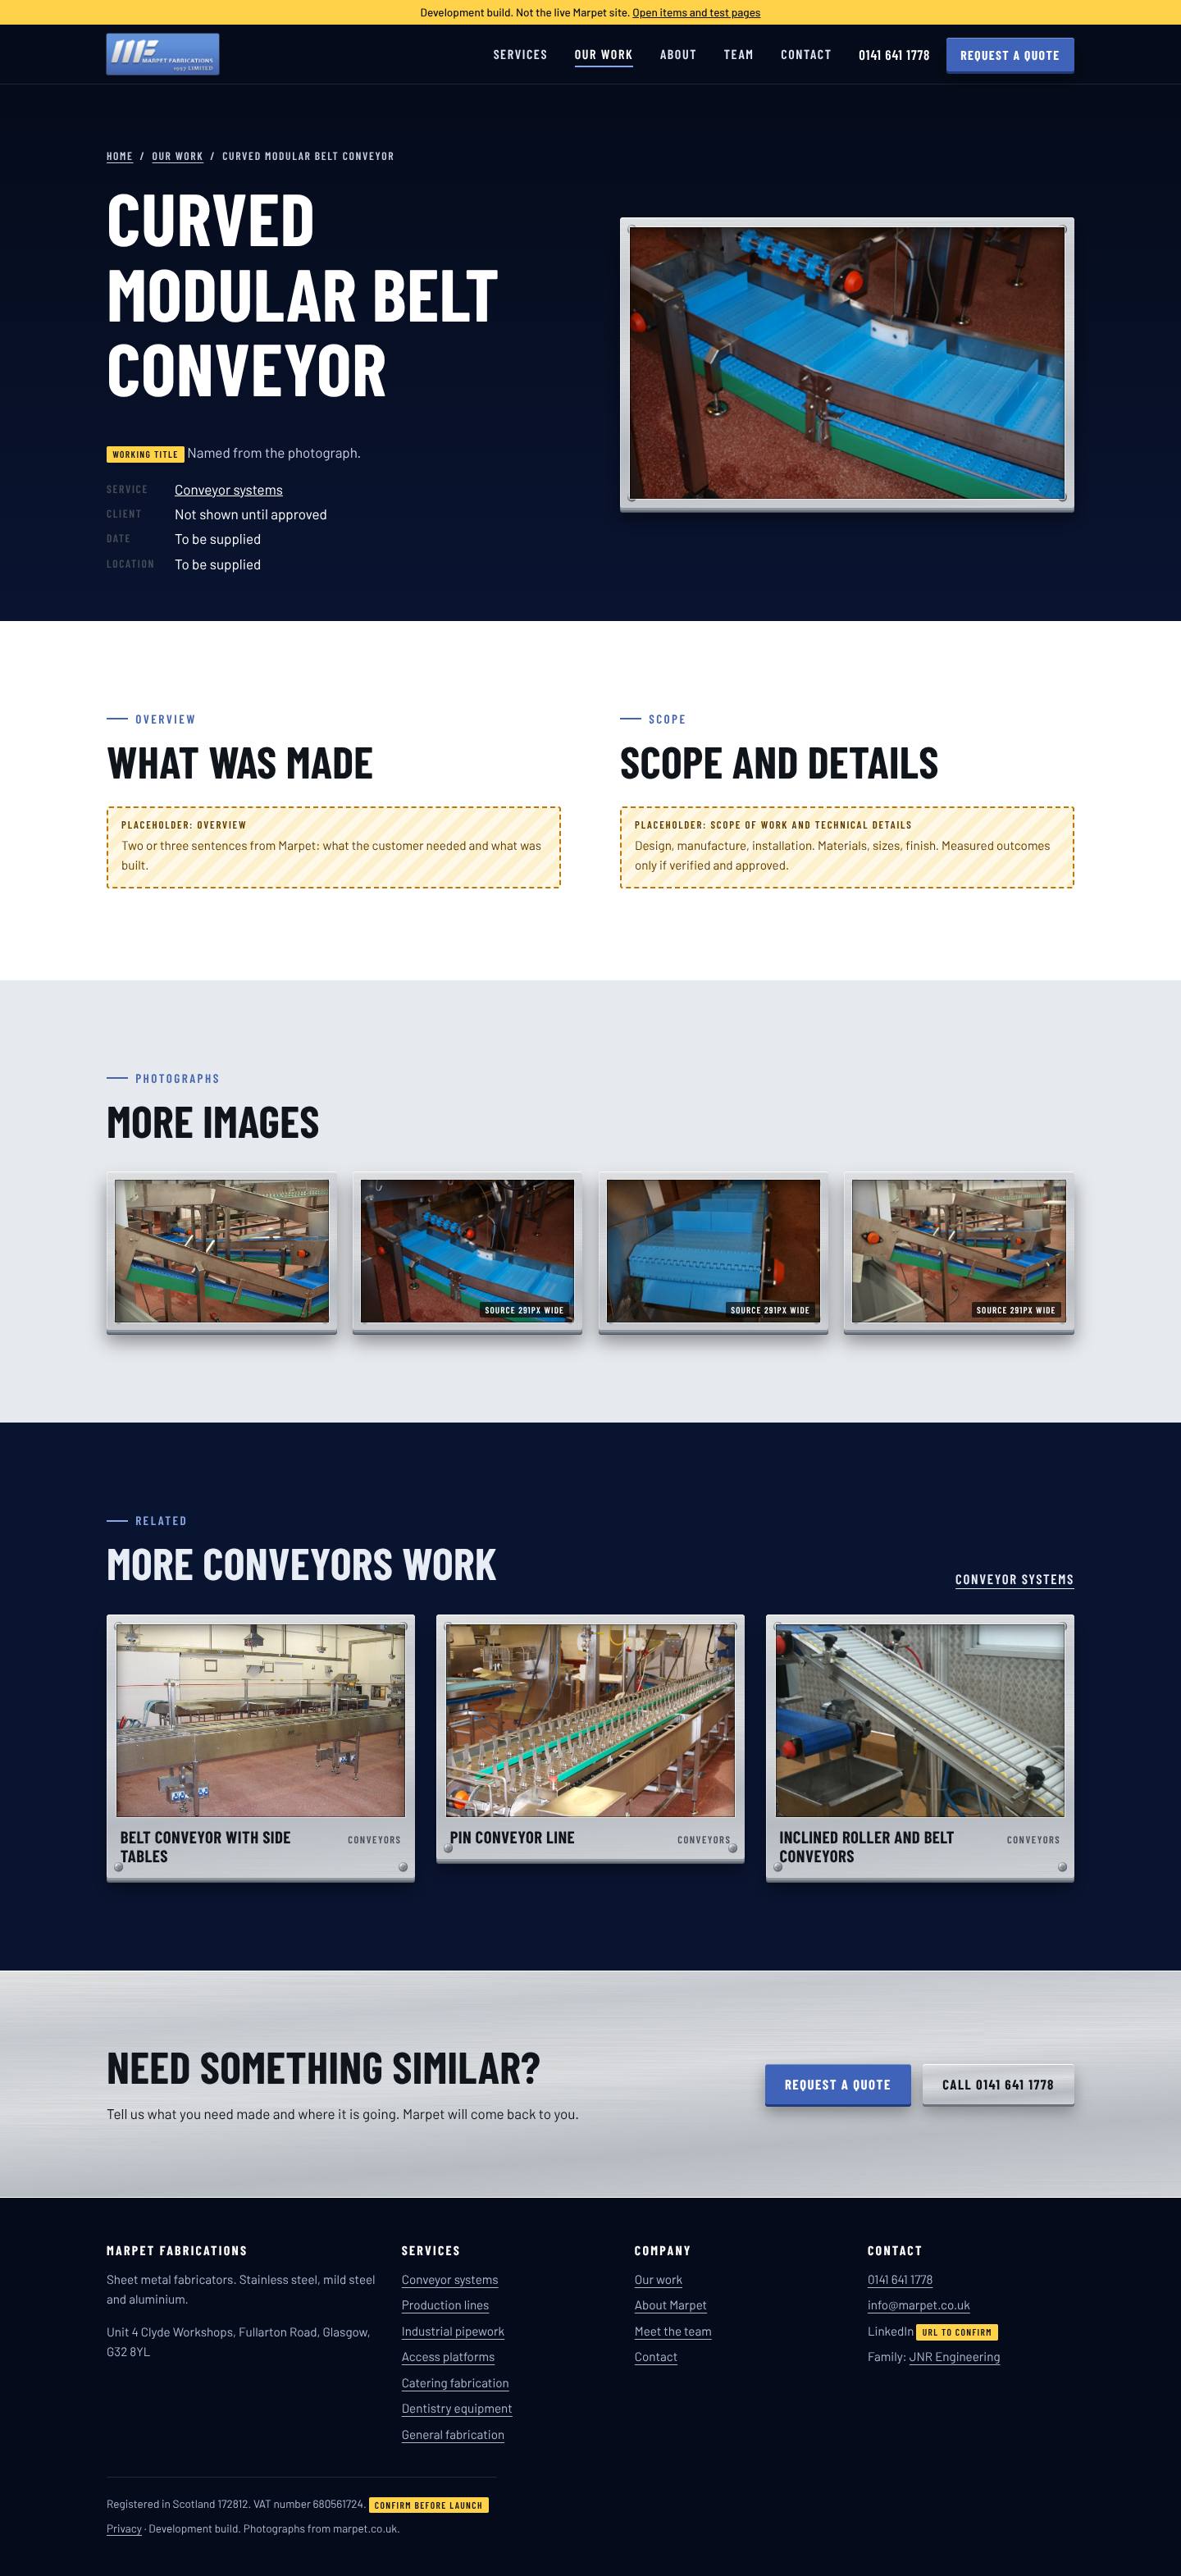 Development build. Not the live Marpet site. Open items and test pages
MF MARPET FABRICATIONS
1997 LIMITED
SERVICES OUR WORK ABOUT TEAM CONTACT 0141 641 1778 REQUEST A QUOTE
HOME / OUR WORK / CURVED MODULAR BELT CONVEYOR
CURVED
MODULAR BELT
CONVEYOR
WORKING TITLE Named from the photograph.
SERVICE Conveyor systems
CLIENT Not shown until approved
DATE To be supplied
LOCATION To be supplied
OVERVIEW
WHAT WAS MADE
PLACEHOLDER: OVERVIEW
Two or three sentences from Marpet: what the customer needed and what was
built.
SCOPE
SCOPE AND DETAILS
PLACEHOLDER: SCOPE OF WORK AND TECHNICAL DETAILS
Design, manufacture, installation. Materials, sizes, finish. Measured outcomes
only if verified and approved.
PHOTOGRAPHS
MORE IMAGES
SOURCE 291PX WIDE
SOURCE 291PX WIDE
SOURCE 291PX WIDE
RELATED
MORE CONVEYORS WORK
CONVEYOR SYSTEMS
BELT CONVEYOR WITH SIDE
TABLES
CONVEYORS
PIN CONVEYOR LINE
CONVEYORS
INCLINED ROLLER AND BELT
CONVEYORS
CONVEYORS
NEED SOMETHING SIMILAR?
Tell us what you need made and where it is going. Marpet will come back to you.
REQUEST A QUOTE
CALL 0141 641 1778
MARPET FABRICATIONS
Sheet metal fabricators. Stainless steel, mild steel
and aluminium.
Unit 4 Clyde Workshops, Fullarton Road, Glasgow,
G32 8YL
SERVICES
Conveyor systems
Production lines
Industrial pipework
Access platforms
Catering fabrication
Dentistry equipment
General fabrication
COMPANY
Our work
About Marpet
Meet the team
Contact
CONTACT
0141 641 1778
info@marpet.co.uk
LinkedIn URL TO CONFIRM
Family: JNR Engineering
Registered in Scotland 172812. VAT number 680561724. CONFIRM BEFORE LAUNCH
Privacy · Development build. Photographs from marpet.co.uk.